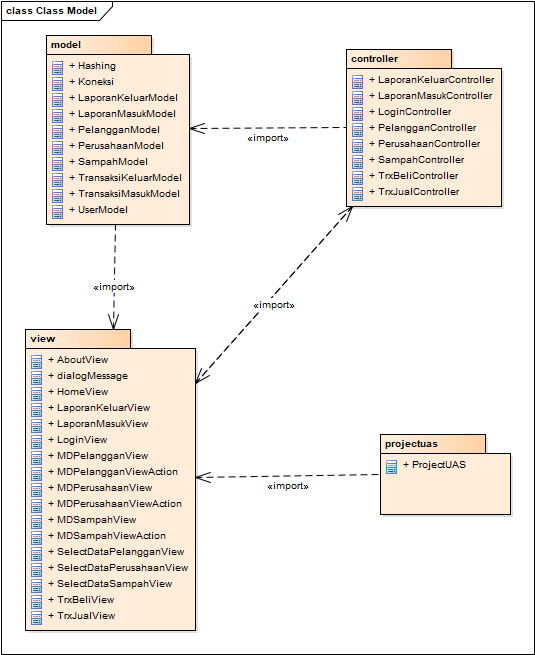 class Class Model
model
+ Hashing
+ Koneksi
+ LaporanKeluarModel
+ LaporanMasukModel
+ PelangganModel
+ PerusahaanModel
+ SampahModel
+ TransaksiKeluarModel
+ TransaksiMasukModel
+ UserModel
controller
+ LaporanKeluarController
+ LaporanMasukController
+ LoginController
+ PelangganController
+ PerusahaanController
+ SampahController
+ TrxBeliController
+ TrxJualController
«import»
«import»
«import»
view
+ AboutView
+ dialogMessage
+ HomeView
+ LaporanKeluarView
+ LaporanMasukView
+ LoginView
+ MDPelangganView
+ MDPelangganViewAction
+ MDPerusahaanView
+ MDPerusahaanViewAction
+ MDSampahView
+ MDSampahViewAction
+ SelectDataPelangganView
+ SelectDataPerusahaanView
+ SelectDataSampahView
+ TrxBeliView
+ TrxJualView
projectuas
+ ProjectUAS
«import»